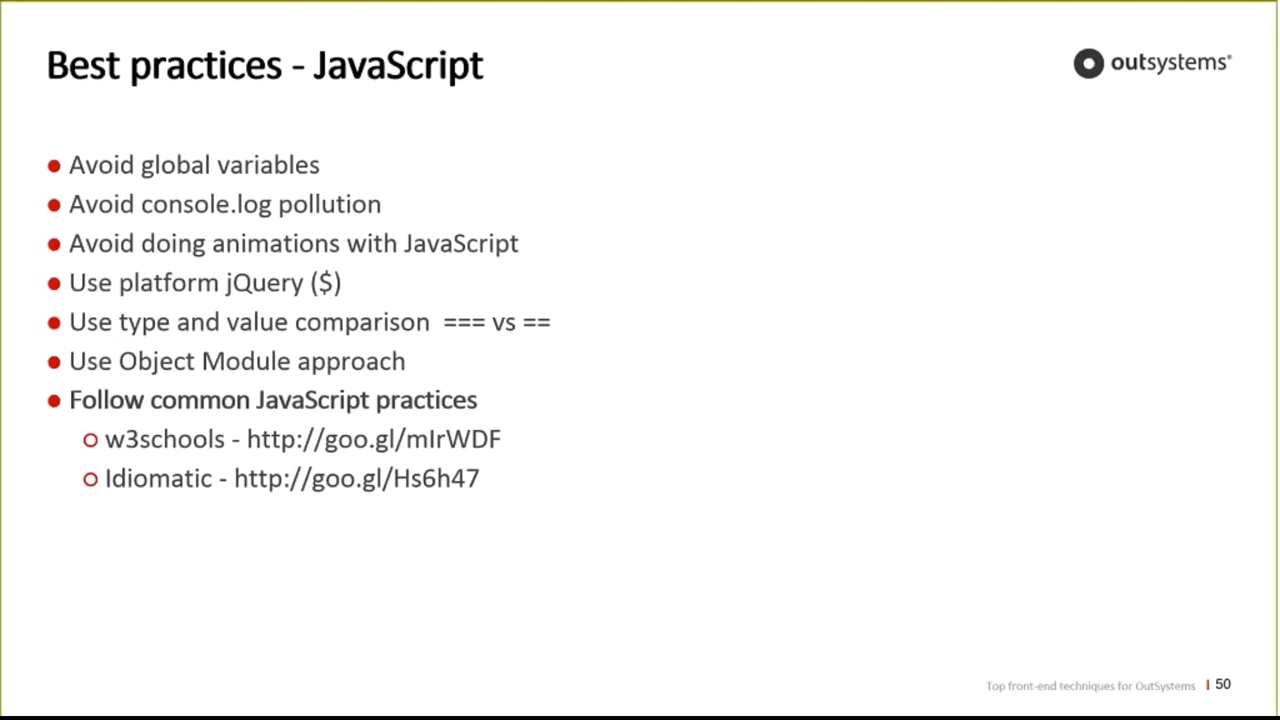 Best practices - JavaScript
outsystems®
● Avoid global variables
● Avoid console.log pollution
● Avoid doing animations with JavaScript
● Use platform jQuery ($)
● Use type and value comparison  === vs ==
● Use Object Module approach
● Follow common JavaScript practices
○ w3schools - http://goo.gl/mIrWDF
○ Idiomatic - http://goo.gl/Hs6h47
Top front-end techniques for OutSystems | 50